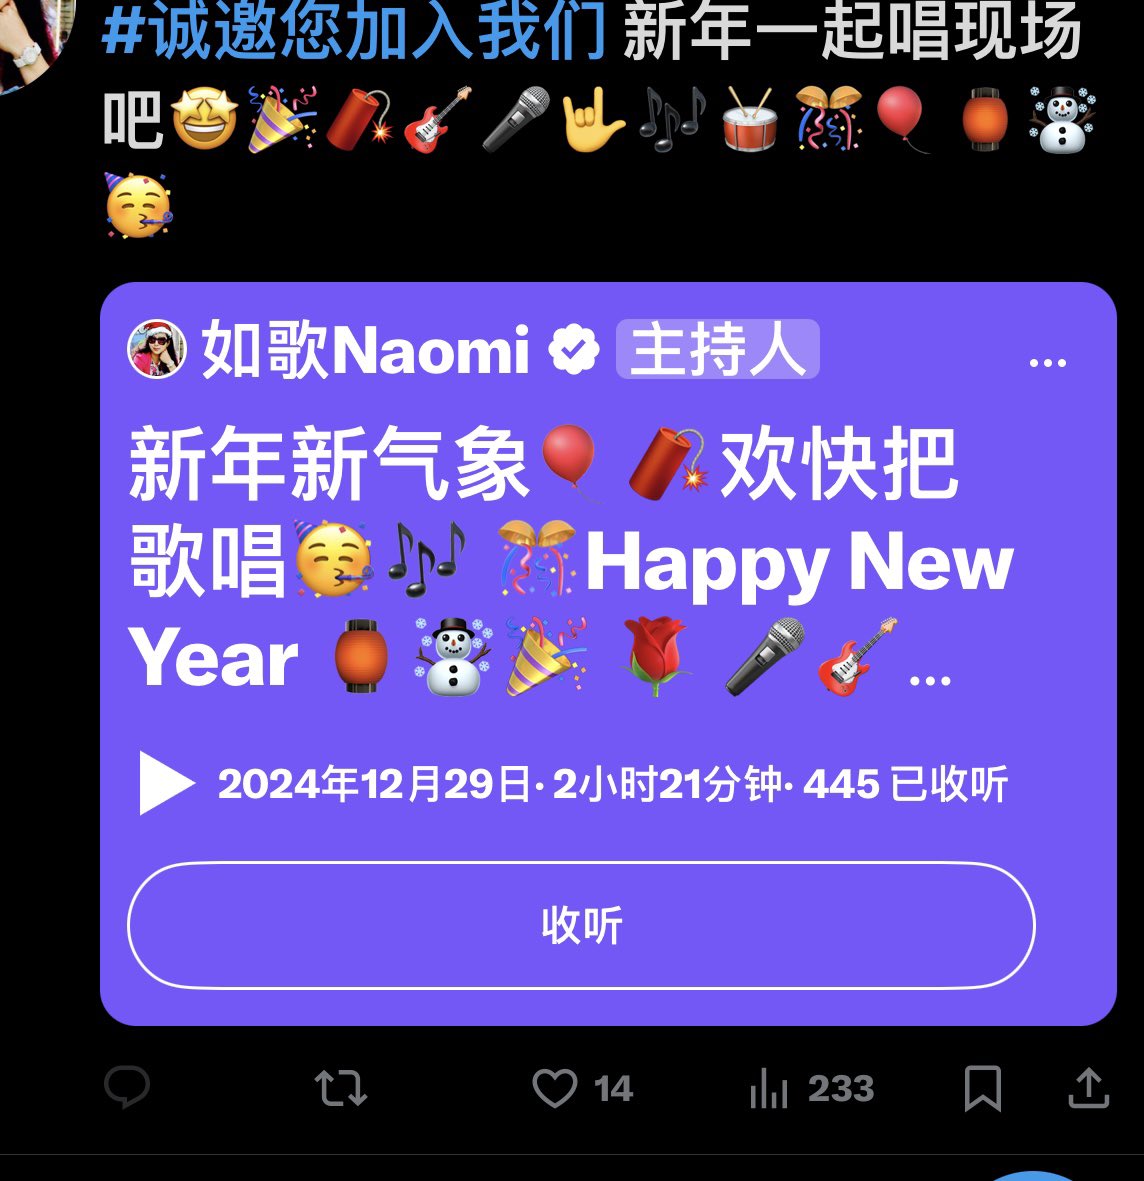 #诚邀您加入我们 新年一起唱现场
吧🤩🎉🧨🎸🎤🤟🎶🥁🎊🎈🏮☃️
🥳
如歌Naomi 主持人 ...
新年新气象🎈🧨欢快把
歌唱🥳🎶🎊Happy New
Year 🏮☃️🎉🌹🎤🎸...
2024年12月29日· 2小时21分钟· 445 已收听
收听
14 233